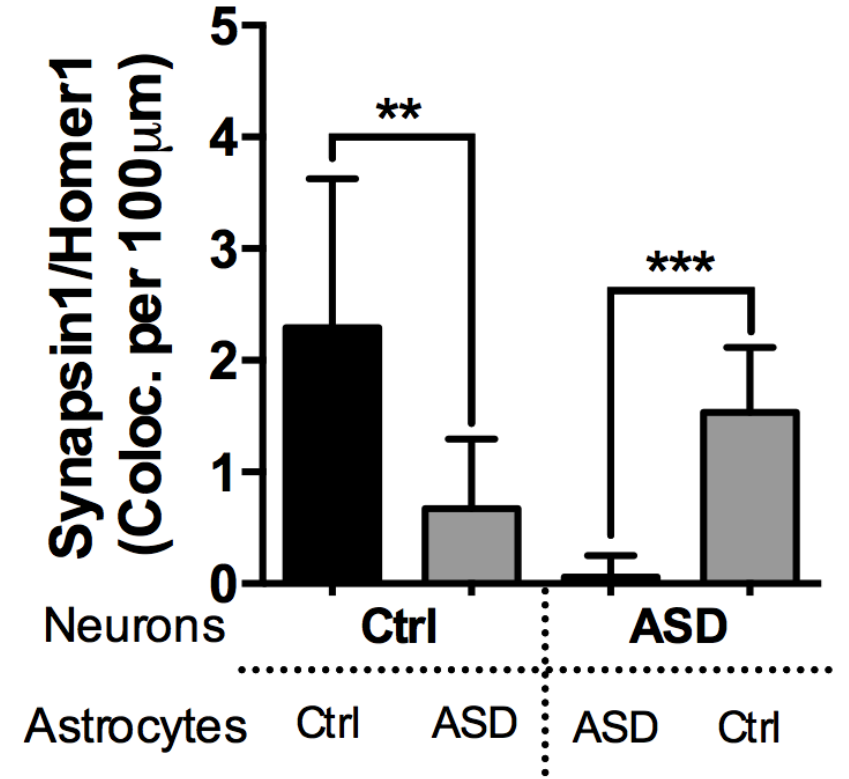 Synapsin1/Homer1
(Coloc. per 100μm)
5
4
3
2
1
0
**
***
Neurons Ctrl ASD
Astrocytes Ctrl ASD ASD Ctrl